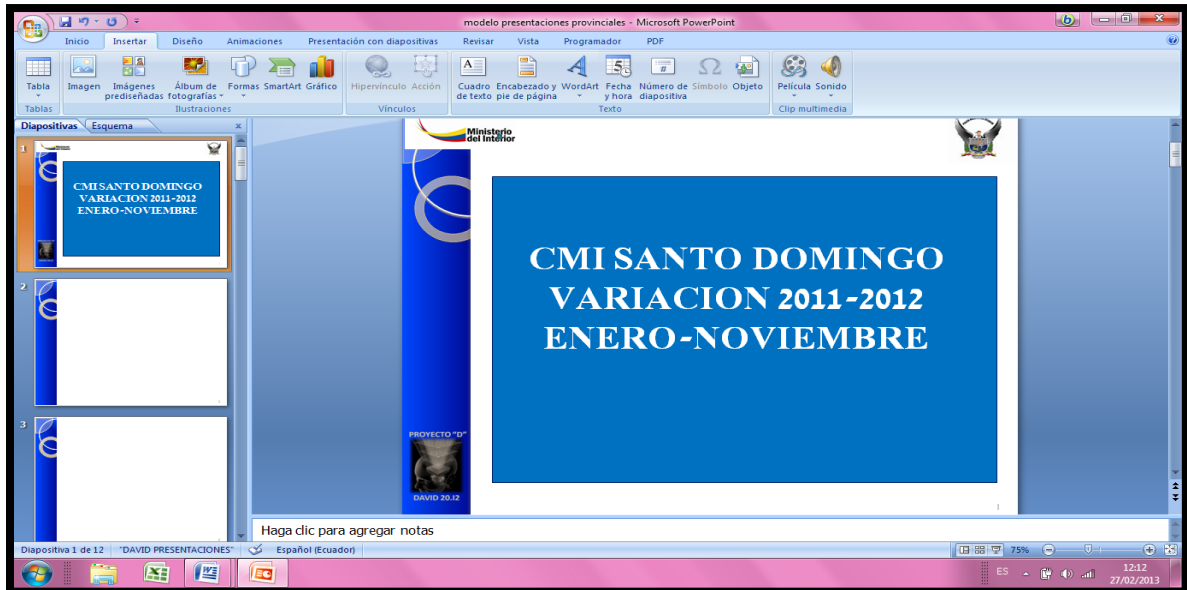 modelo presentaciones provinciales - Microsoft PowerPoint
Inicio Insertar Diseño Animaciones Presentación con diapositivas Revisar Vista Programador PDF
Tabla Imagen Imágenes prediseñadas Álbum de fotografías Formas SmartArt Gráfico Hipervínculo Acción Cuadro de texto Encabezado y pie de página WordArt Fecha y hora Número de diapositiva Símbolo Objeto Película Sonido
Tablas Ilustraciones Vínculos Texto Clip multimedia
Diapositivas Esquema
1
CMI SANTO DOMINGO
VARIACION 2011-2012
ENERO-NOVIEMBRE
2
3
Ministerio
del Interior
CMI SANTO DOMINGO
VARIACION 2011-2012
ENERO-NOVIEMBRE
PROYECTO "D"
DAVID 20.12
1
Haga clic para agregar notas
Diapositiva 1 de 12 "DAVID PRESENTACIONES" Español (Ecuador) 75%
ES 12:12
27/02/2013